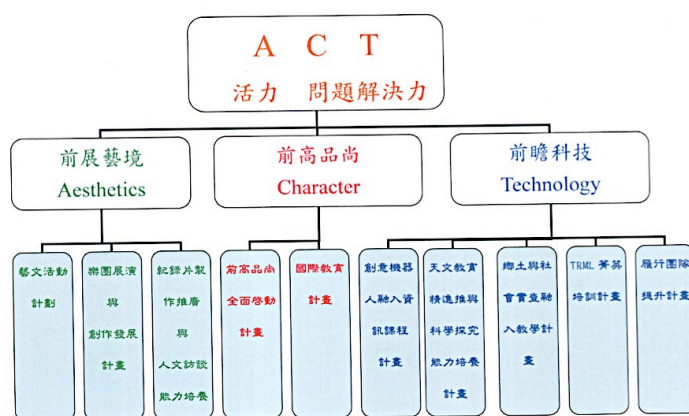 A C T
活力 問題解決力
前展藝境
Aesthetics
前高品尚
Character
前瞻科技
Technology
藝文活動
計劃
樂團展演
與
創作發展
計畫
紀錄片製
作推廣
與
人文訪談
能力培養
前高品尚
全面啓動
計畫
國際教育
計畫
創意機器
人融入資
訊課程
計畫
天文教育
精進推與
科學探究
能力培養
計畫
鄉土與社
會實查融
入教學計
畫
TRML 菁英
培訓計畫
雁行團隊
提升計畫